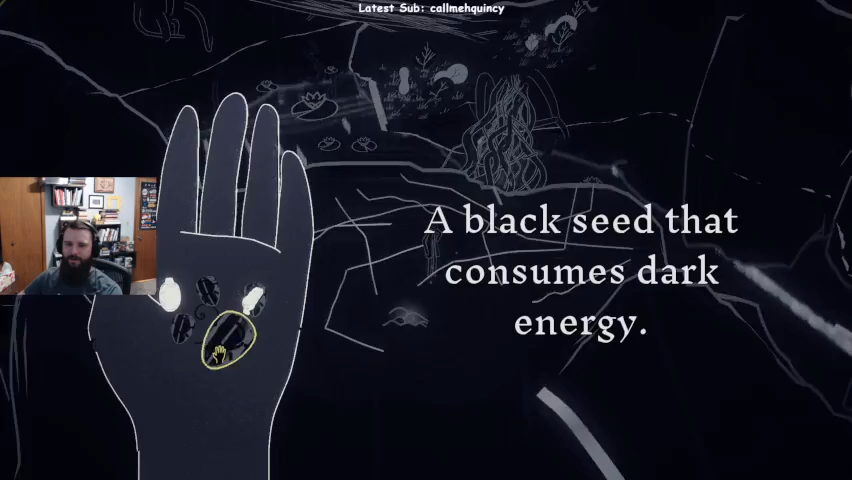 Latest Sub: callmehquincy
A black seed that
consumes dark
energy.